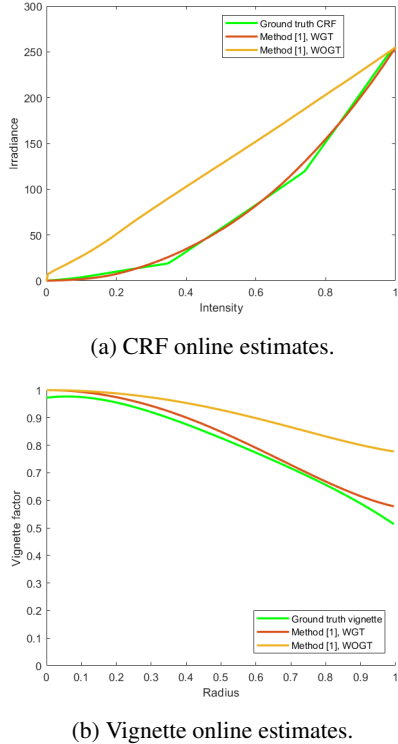 300
250
200
150
100
50
0
Irradiance
Ground truth CRF
Method [1], WGT
Method [1], WOGT
0 0.2 0.4 0.6 0.8 1
Intensity
(a) CRF online estimates.
1
0.9
0.8
0.7
0.6
0.5
0.4
0.3
0.2
0.1
0
Vignette factor
Ground truth vignette
Method [1], WGT
Method [1], WOGT
0 0.1 0.2 0.3 0.4 0.5 0.6 0.7 0.8 0.9 1
Radius
(b) Vignette online estimates.